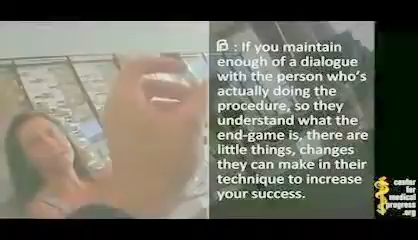 : If you maintain
enough of a dialogue
with the person who's
actually doing the
procedure, so they
understand what the
end-game is, there are
little things, changes
they can make in their
technique to increase
your success.
center
for
medical
progress
.org